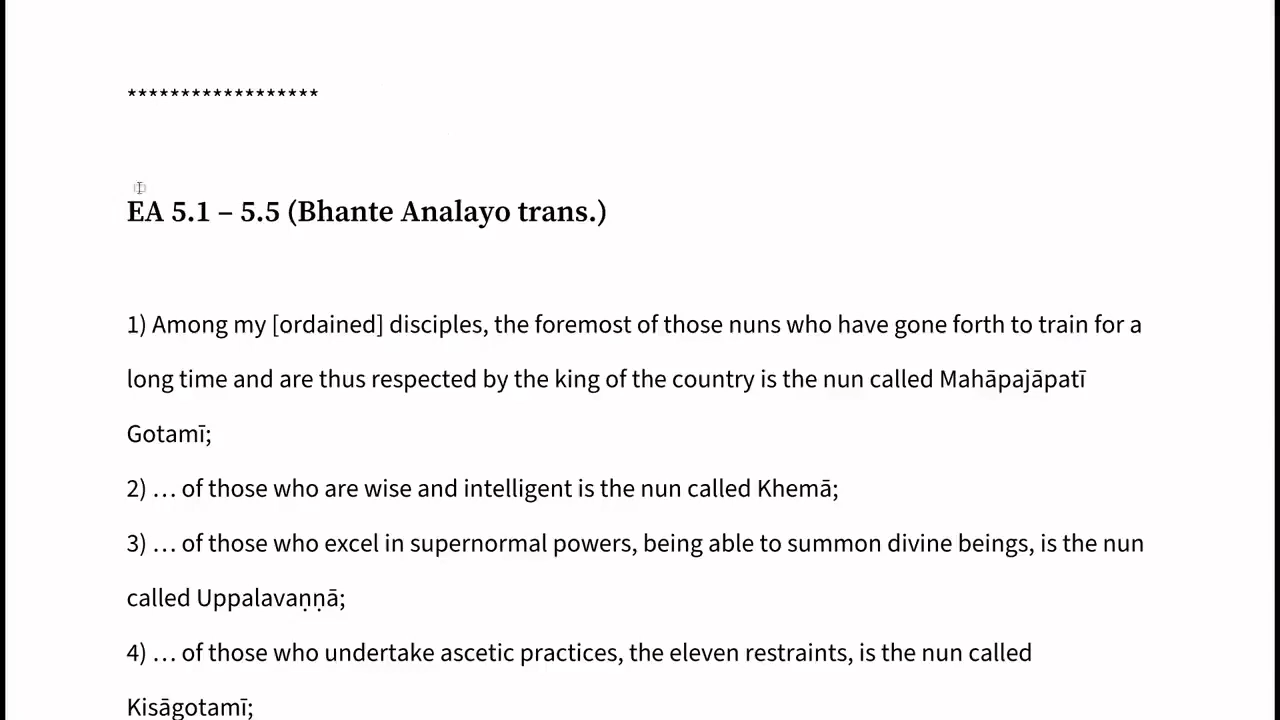 ******************
EA 5.1 – 5.5 (Bhante Analayo trans.)
1) Among my [ordained] disciples, the foremost of those nuns who have gone forth to train for a
long time and are thus respected by the king of the country is the nun called Mahāpajāpatī
Gotamī;
2) … of those who are wise and intelligent is the nun called Khemā;
3) … of those who excel in supernormal powers, being able to summon divine beings, is the nun
called Uppalavaṇṇā;
4) … of those who undertake ascetic practices, the eleven restraints, is the nun called
Kisāgotamī;